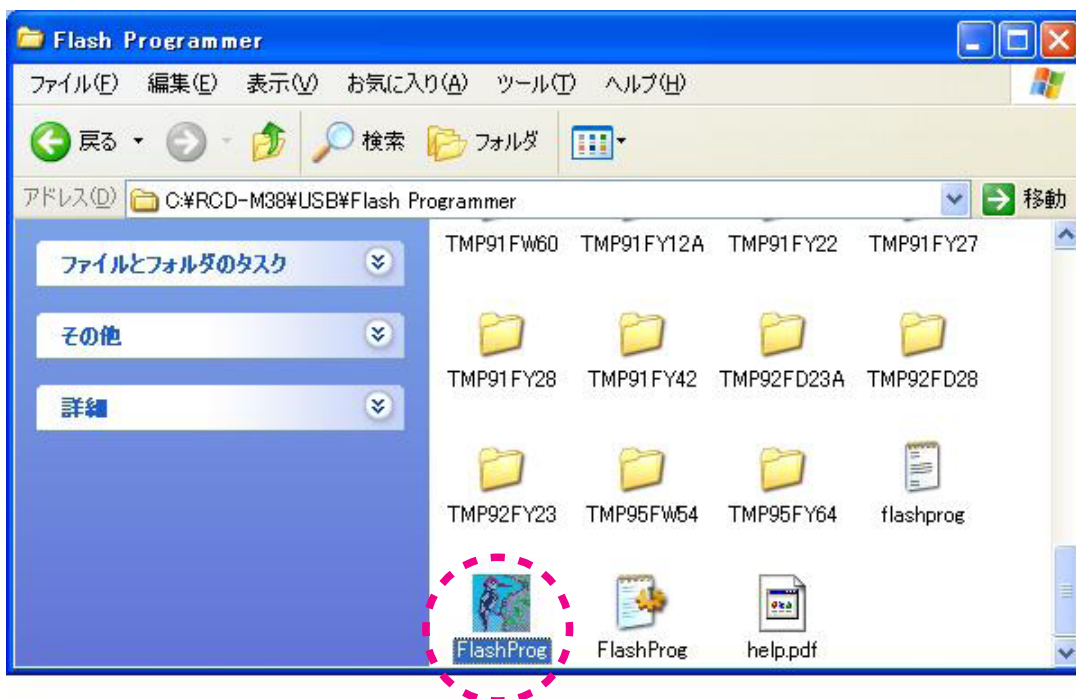 Flash Programmer
ファイル(F) 編集(E) 表示(V) お気に入り(A) ツール(T) ヘルプ(H)
戻る 検索 フォルダ
アドレス(D) C:¥RCD-M38¥USB¥Flash Programmer 移動
ファイルとフォルダのタスク
その他
詳細
TMP91FW60 TMP91FY12A TMP91FY22 TMP91FY27
TMP91FY28 TMP91FY42 TMP92FD23A TMP92FD28
TMP92FY23 TMP95FW54 TMP95FY64 flashprog
FlashProg FlashProg help.pdf